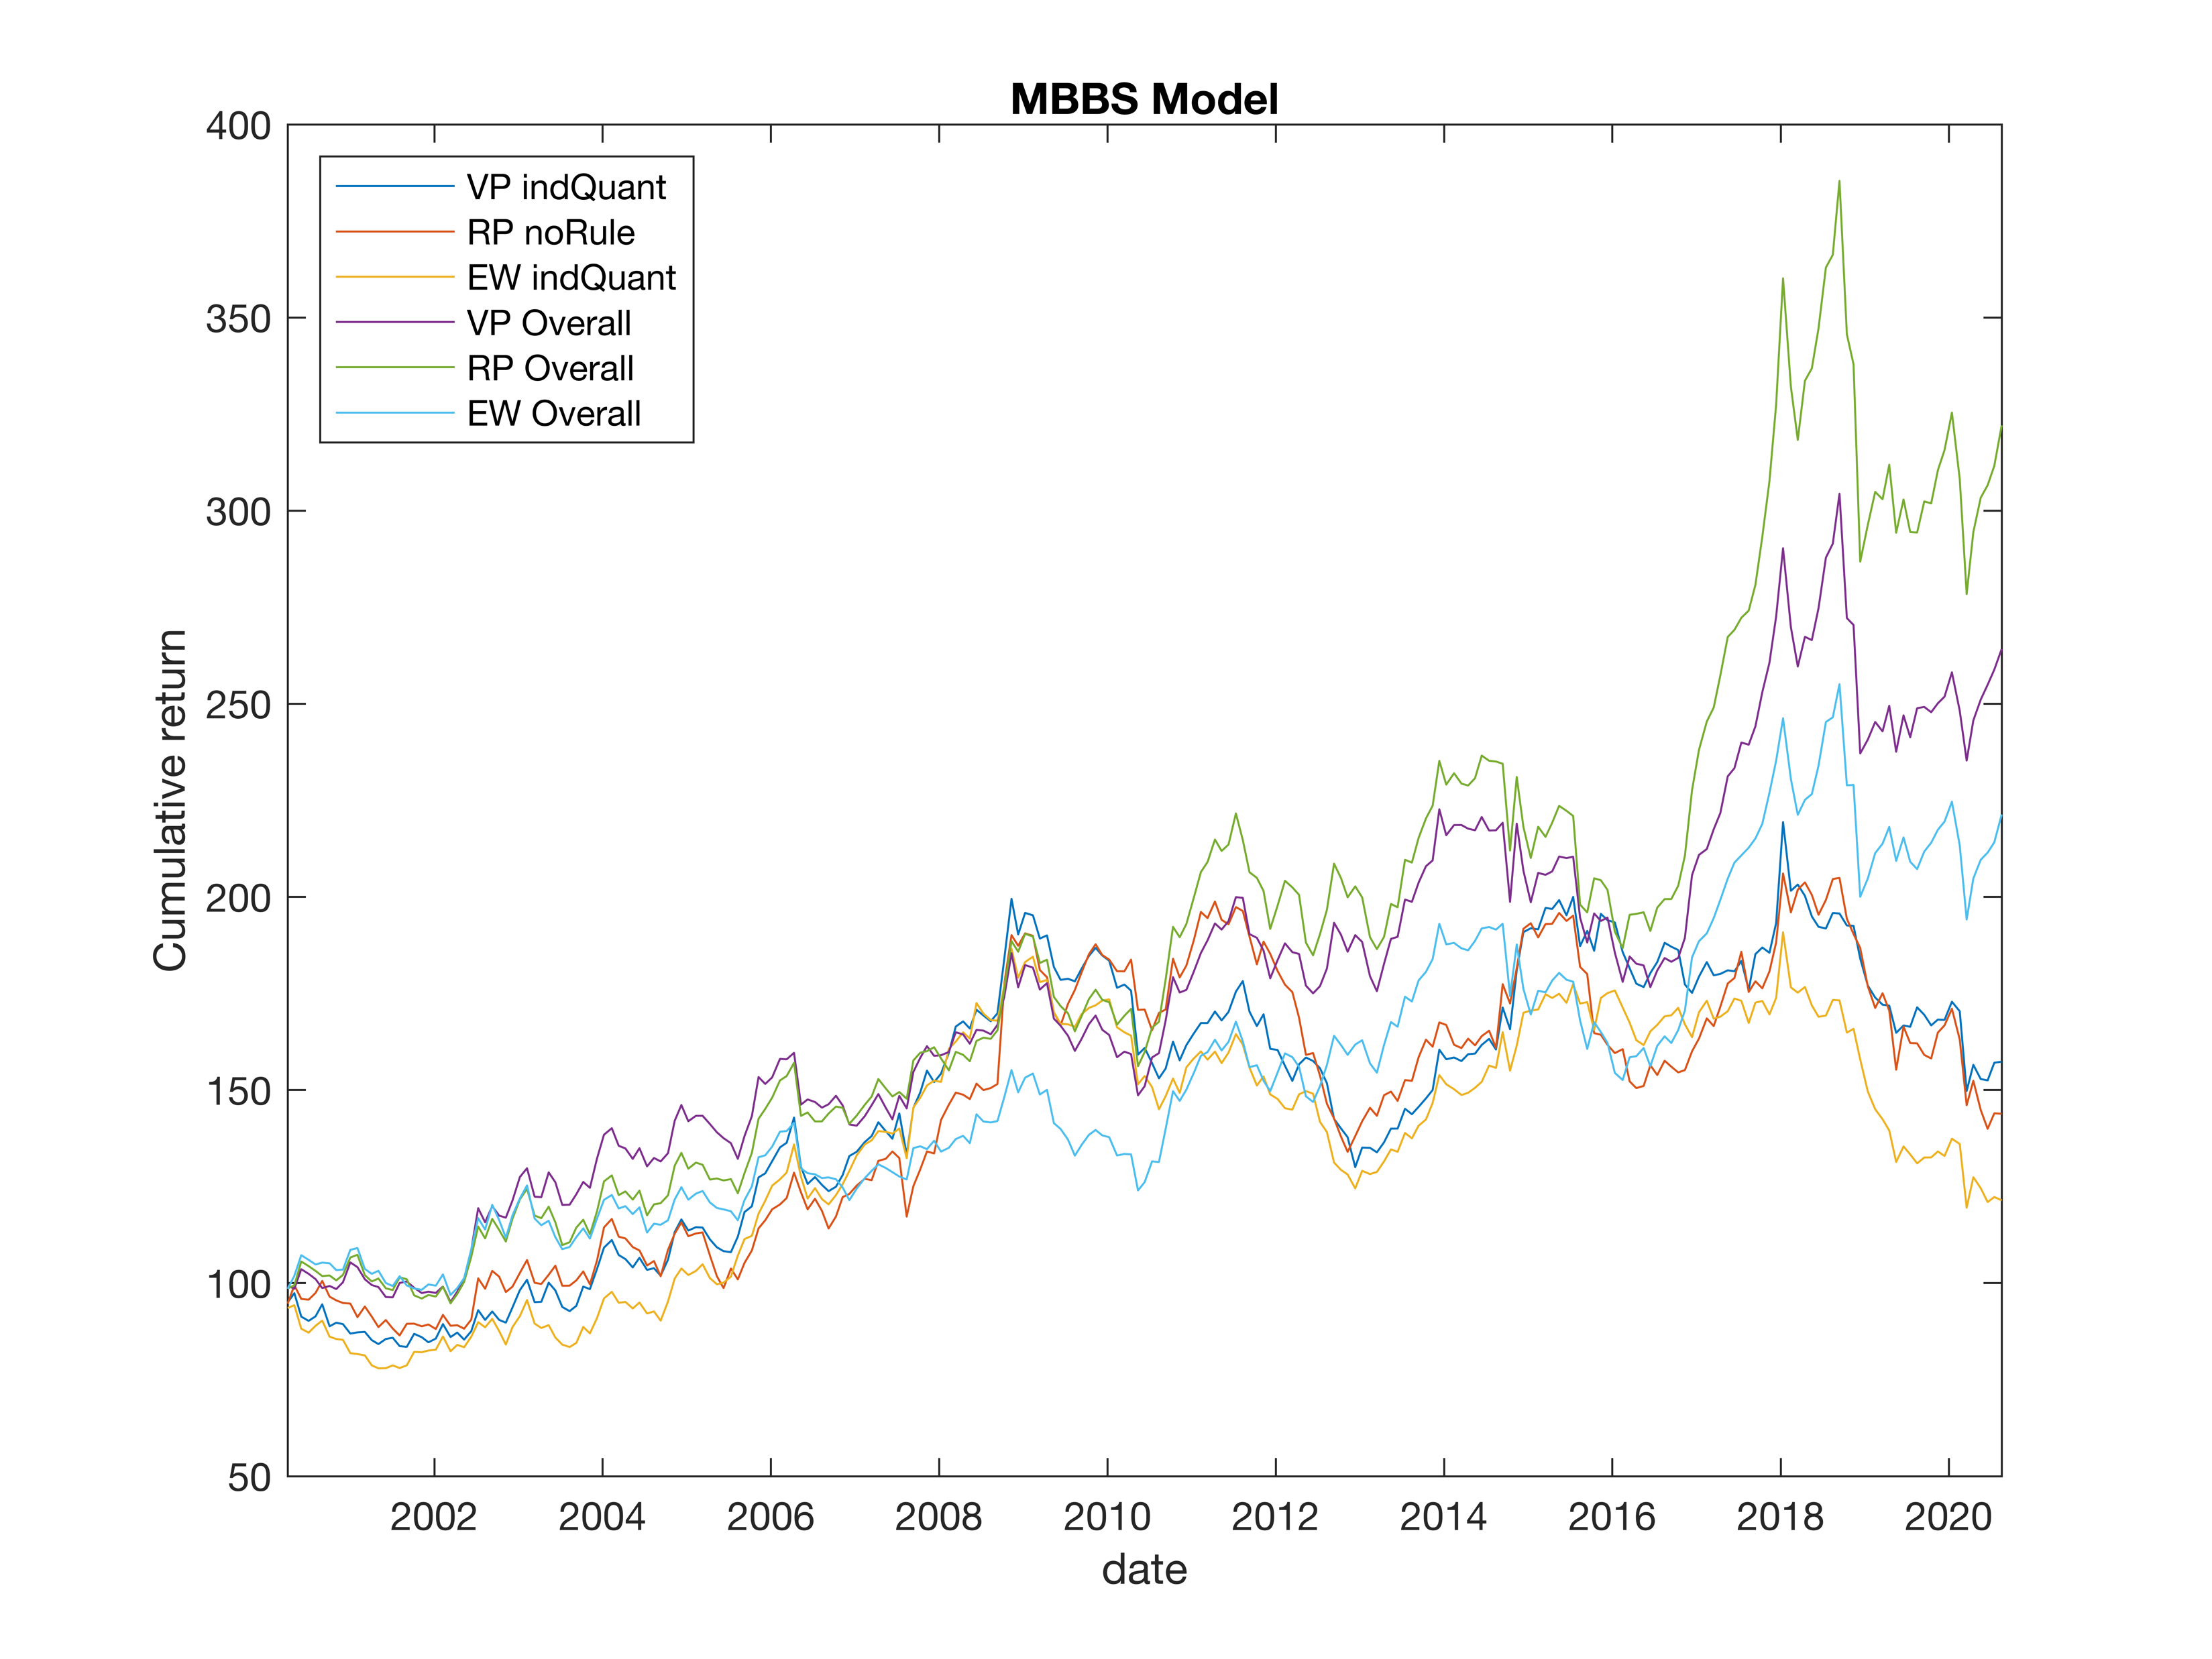 MBBS Model
400
350
300
250
200
150
100
50
Cumulative return
VP indQuant
RP noRule
EW indQuant
VP Overall
RP Overall
EW Overall
2002 2004 2006 2008 2010 2012 2014 2016 2018 2020
date